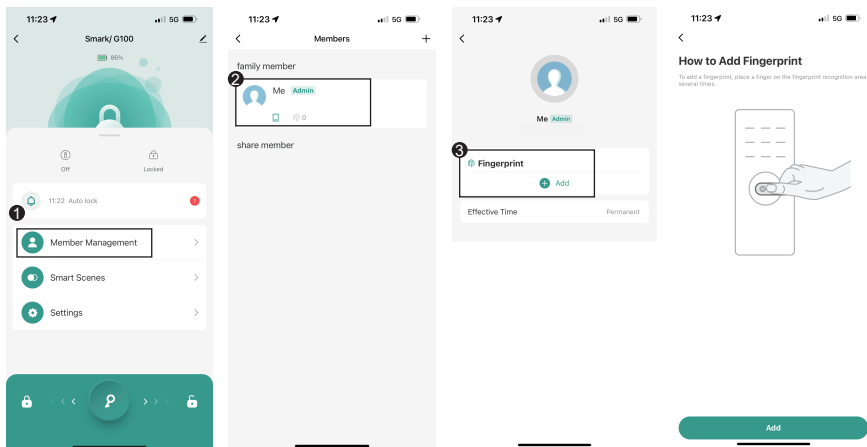 11:23
5G
Smark/ G100
86%
Off
Locked
11:22 Auto lock
1
1
Member Management
Smart Scenes
Settings
11:23
5G
Members
+
family member
2
Me Admin
0
share member
11:23
5G
Me Admin
3
Fingerprint
Add
Effective Time
Permanent
11:23
5G
How to Add Fingerprint
To add a fingerprint, place a finger on the fingerprint recognition area
several times.
Add